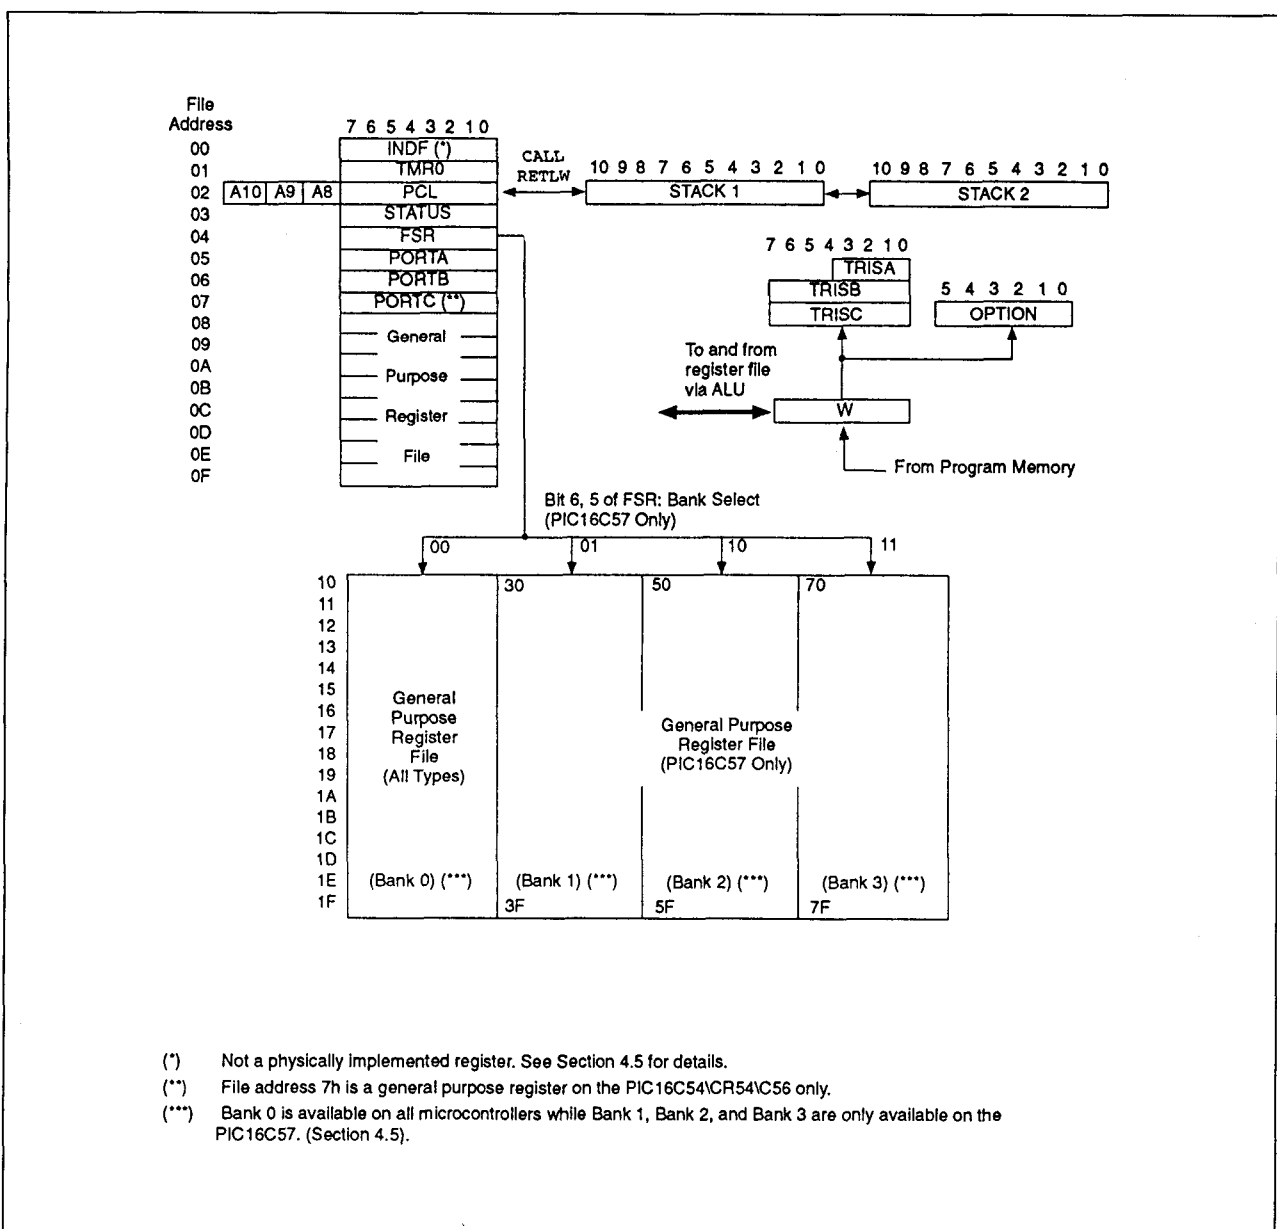 File
Address
7 6 5 4 3 2 1 0
00 INDF (*)
01 TMR0
02 A10 A9 A8 PCL
03 STATUS
04 FSR
05 PORTA
06 PORTB
07 PORTC (**)
08
09
0A
0B
0C
0D
0E
0F
General
Purpose
Register
File
CALL
RETLW
10 9 8 7 6 5 4 3 2 1 0
STACK 1
10 9 8 7 6 5 4 3 2 1 0
STACK 2
7 6 5 4 3 2 1 0
TRISA
TRISB
TRISC
5 4 3 2 1 0
OPTION
To and from
register file
via ALU
W
From Program Memory
Bit 6, 5 of FSR: Bank Select
(PIC16C57 Only)
00 01 10 11
10 30 50 70
11
12
13
14
15
16
17
18
19
1A
1B
1C
1D
1E
1F
General
Purpose
Register
File
(All Types)
General Purpose
Register File
(PIC16C57 Only)
(Bank 0) (***) (Bank 1) (***) (Bank 2) (***) (Bank 3) (***)
3F 5F 7F
(*) Not a physically implemented register. See Section 4.5 for details.
(**) File address 7h is a general purpose register on the PIC16C54\CR54\C56 only.
(***) Bank 0 is available on all microcontrollers while Bank 1, Bank 2, and Bank 3 are only available on the
PIC16C57. (Section 4.5).